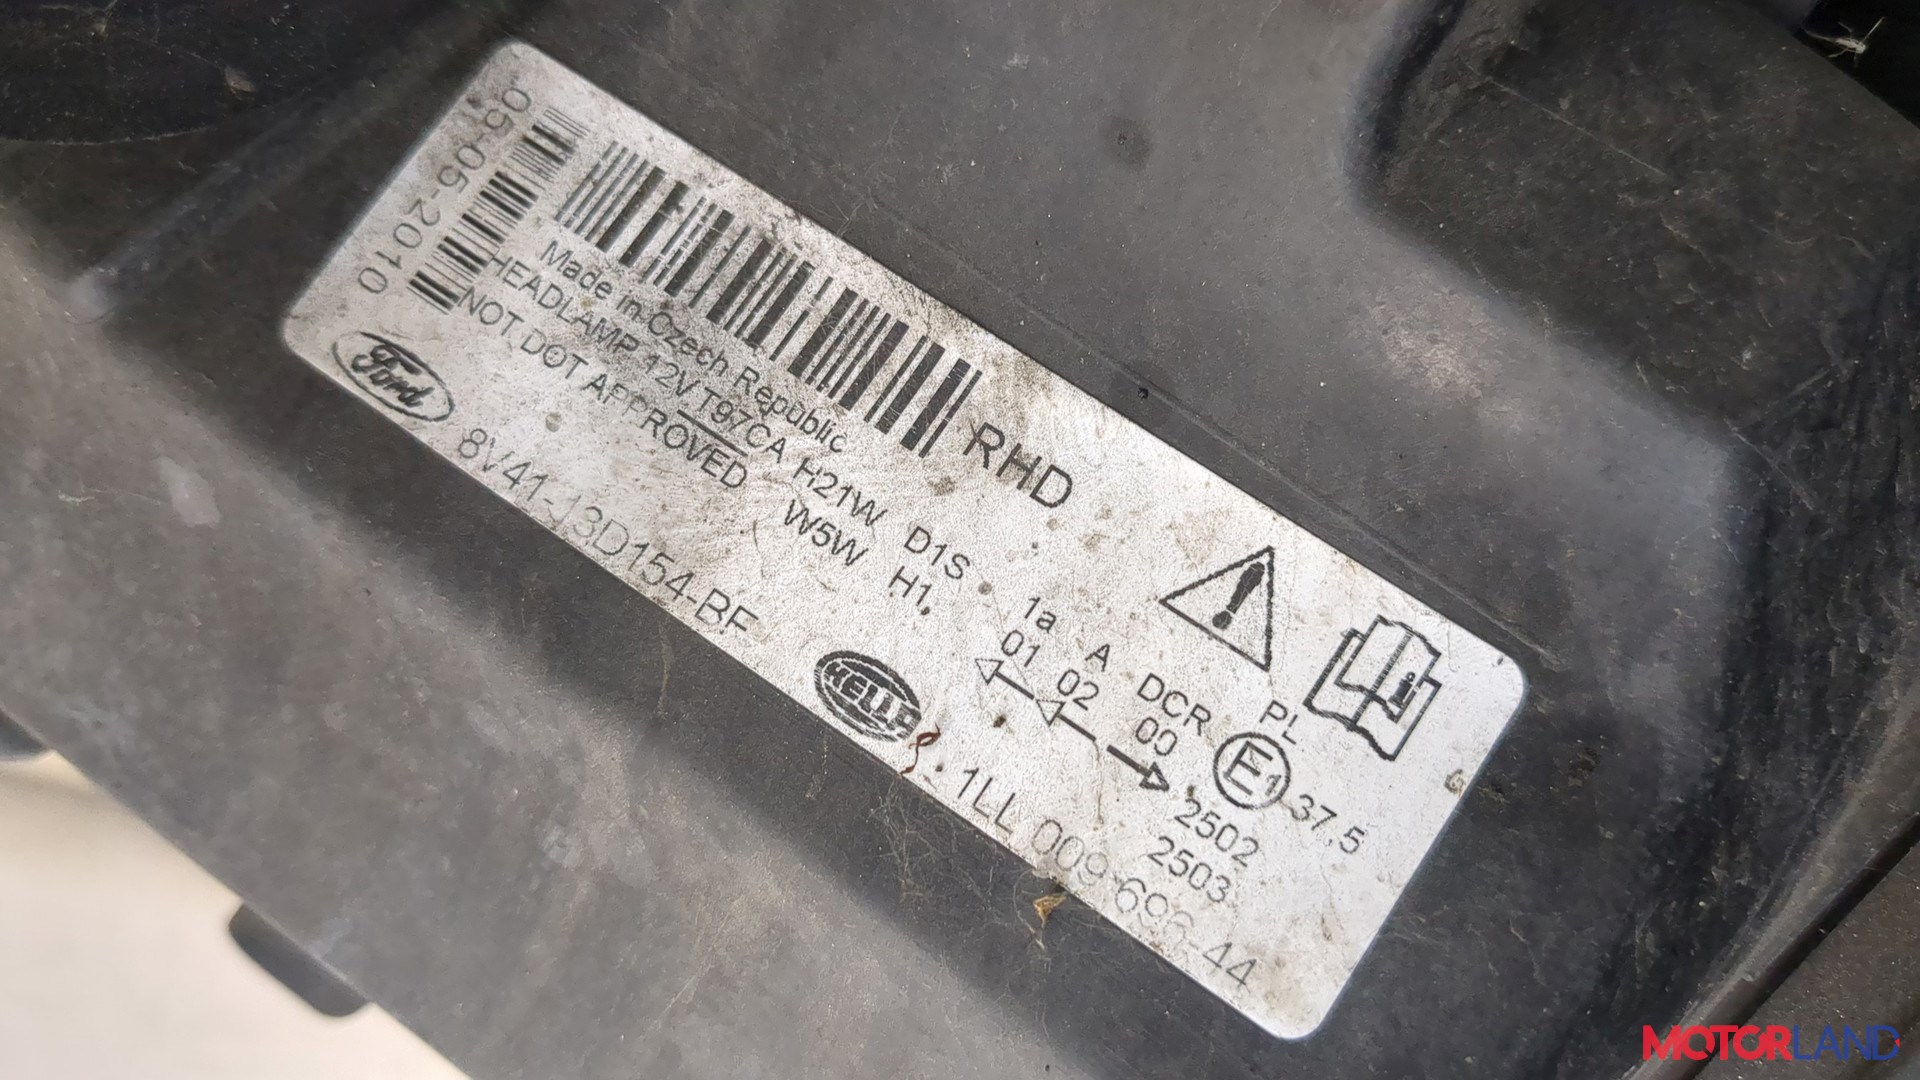 05-05-2010
RHD
Made in Czech Republic
HEADLAMP 12V T97CA H21W D1S
NOT DOT APPROVED W5W H1
Ford
8V41-13D154-BF
1a A DCR PL
01 02 00
E1 37,5
2502
2503
HELLA
1LL 009 696-44
MOTORLAND